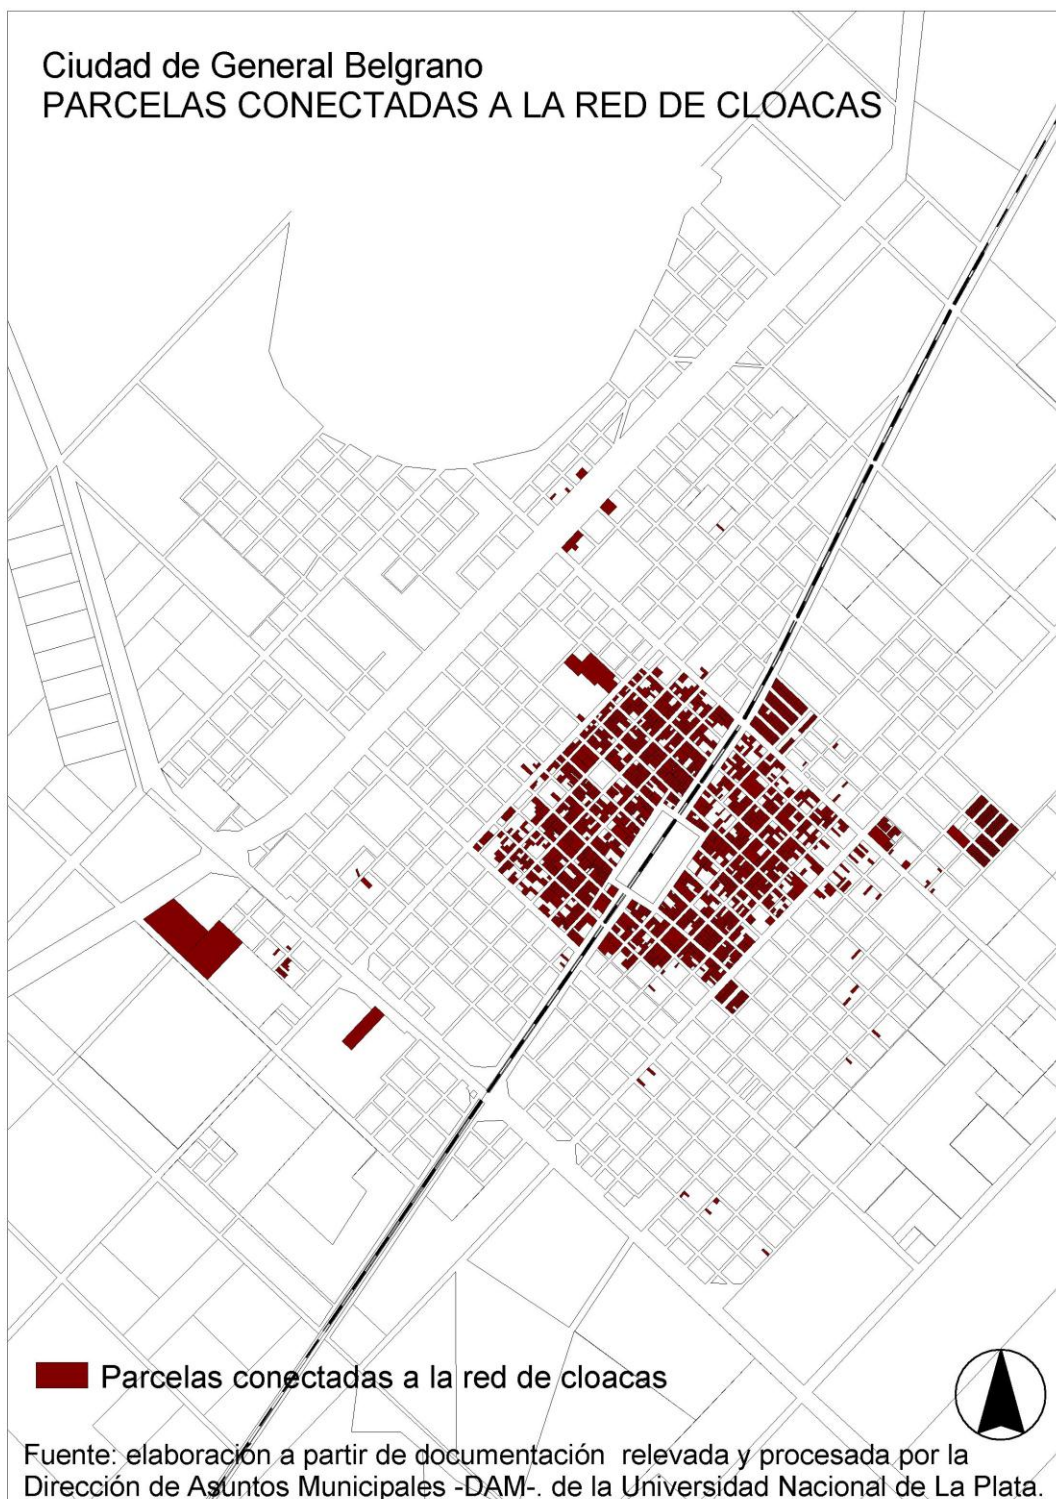 Ciudad de General Belgrano
PARCELAS CONECTADAS A LA RED DE CLOACAS
Parcelas conectadas a la red de cloacas
Fuente: elaboración a partir de documentación relevada y procesada por la
Dirección de Asuntos Municipales -DAM-. de la Universidad Nacional de La Plata.